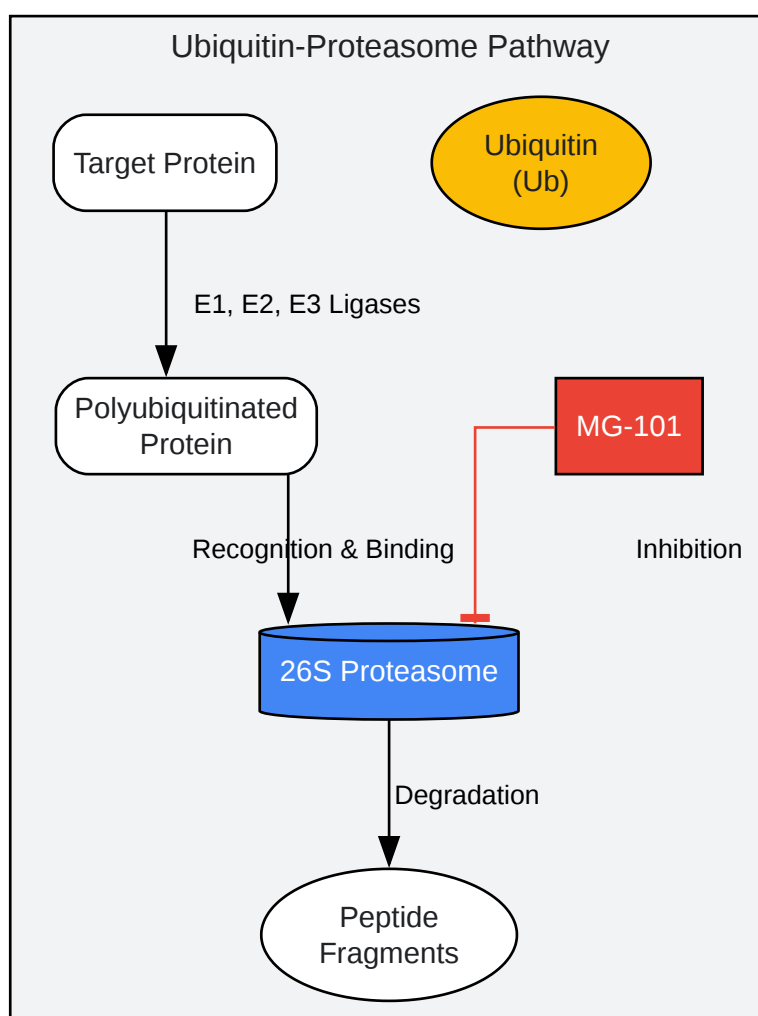 Ubiquitin-Proteasome Pathway
Target Protein
Ubiquitin
(Ub)
E1, E2, E3 Ligases
Polyubiquitinated
Protein
MG-101
Recognition & Binding
Inhibition
26S Proteasome
Degradation
Peptide
Fragments